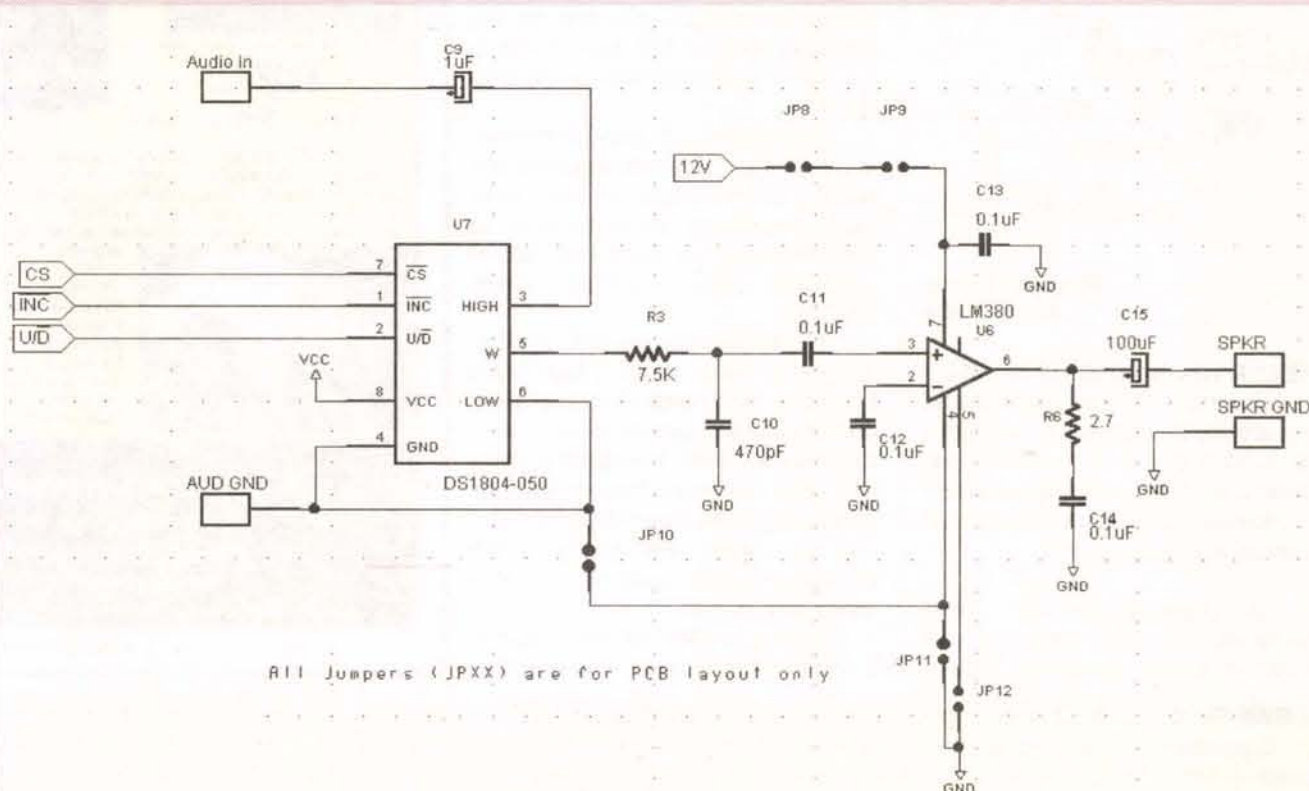 Audio In
C9
1uF
JP8
JP9
12V
C13
0.1uF
GND
U7
CS
INC
U/D
7
1
2
8
4
CS
INC
U/D
VCC
GND
HIGH
W
LOW
3
5
6
VCC
DS1804-050
AUD GND
R3
7.5K
C10
470pF
GND
C11
0.1uF
C12
0.1uF
GND
LM380
U6
7
3
2
6
4
5
+
−
C15
100uF
SPKR
SPKR GND
GND
R6
2.7
C14
0.1uF
GND
JP10
JP11
JP12
GND
All Jumpers (JPXX) are for PCB layout only